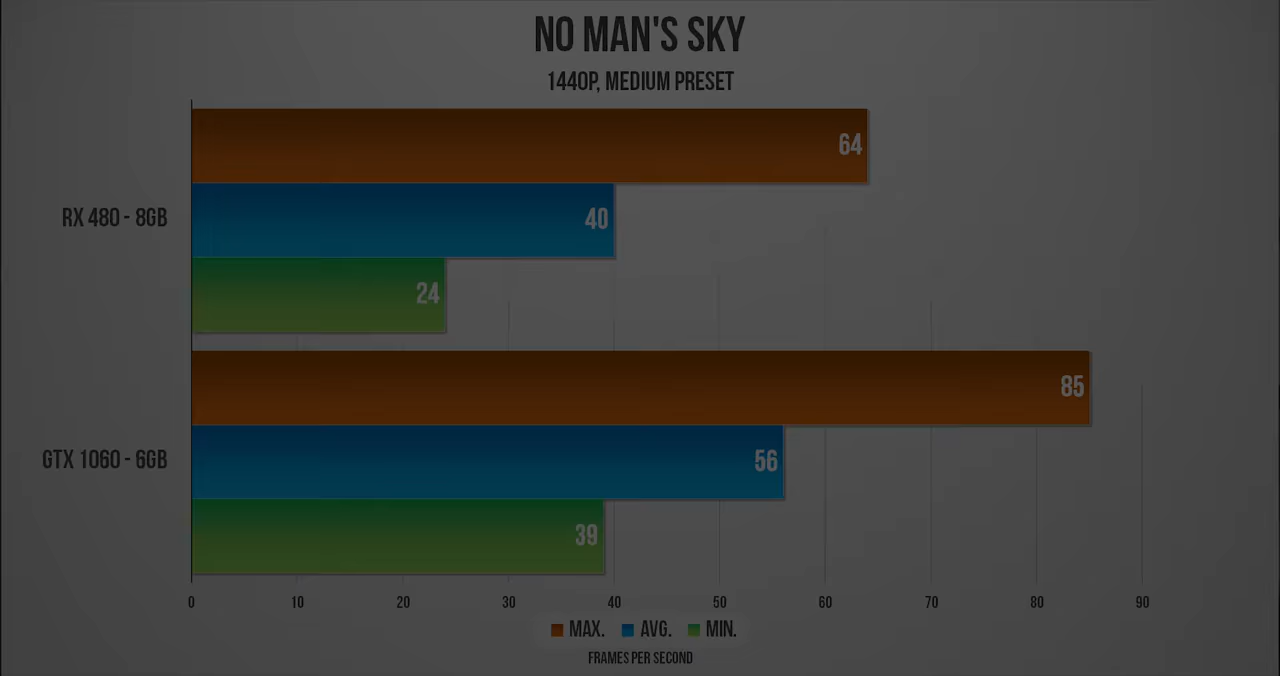 NO MAN'S SKY
1440P, MEDIUM PRESET
64
RX 480 - 8GB
40
24
85
GTX 1060 - 6GB
56
39
0 10 20 30 40 50 60 70 80 90
MAX. AVG. MIN.
FRAMES PER SECOND